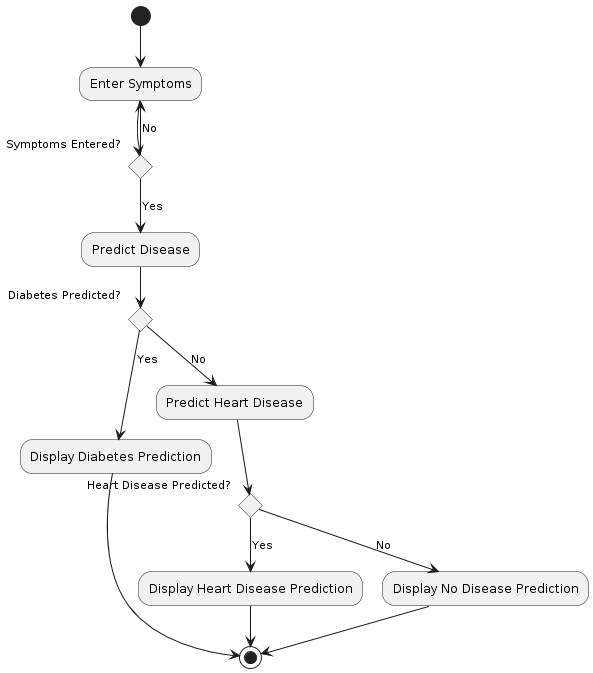 Enter Symptoms
No
Symptoms Entered?
Yes
Predict Disease
Diabetes Predicted?
Yes
No
Predict Heart Disease
Display Diabetes Prediction
Heart Disease Predicted?
Yes
No
Display Heart Disease Prediction
Display No Disease Prediction